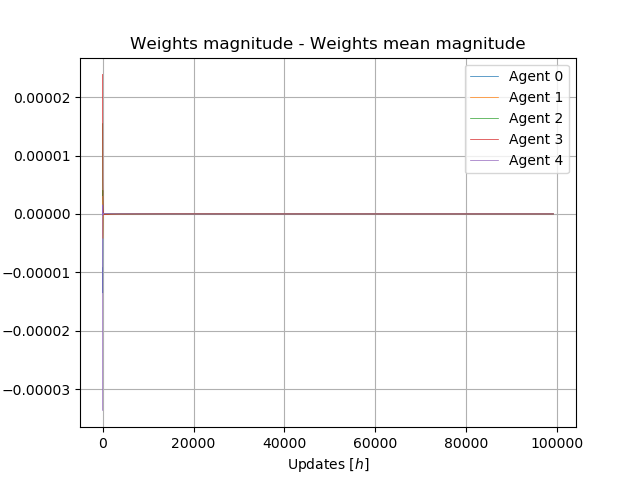 Weights magnitude - Weights mean magnitude
Agent 0
Agent 1
Agent 2
Agent 3
Agent 4
0.00002
0.00001
0.00000
−0.00001
−0.00002
−0.00003
0 20000 40000 60000 80000 100000
Updates [h]